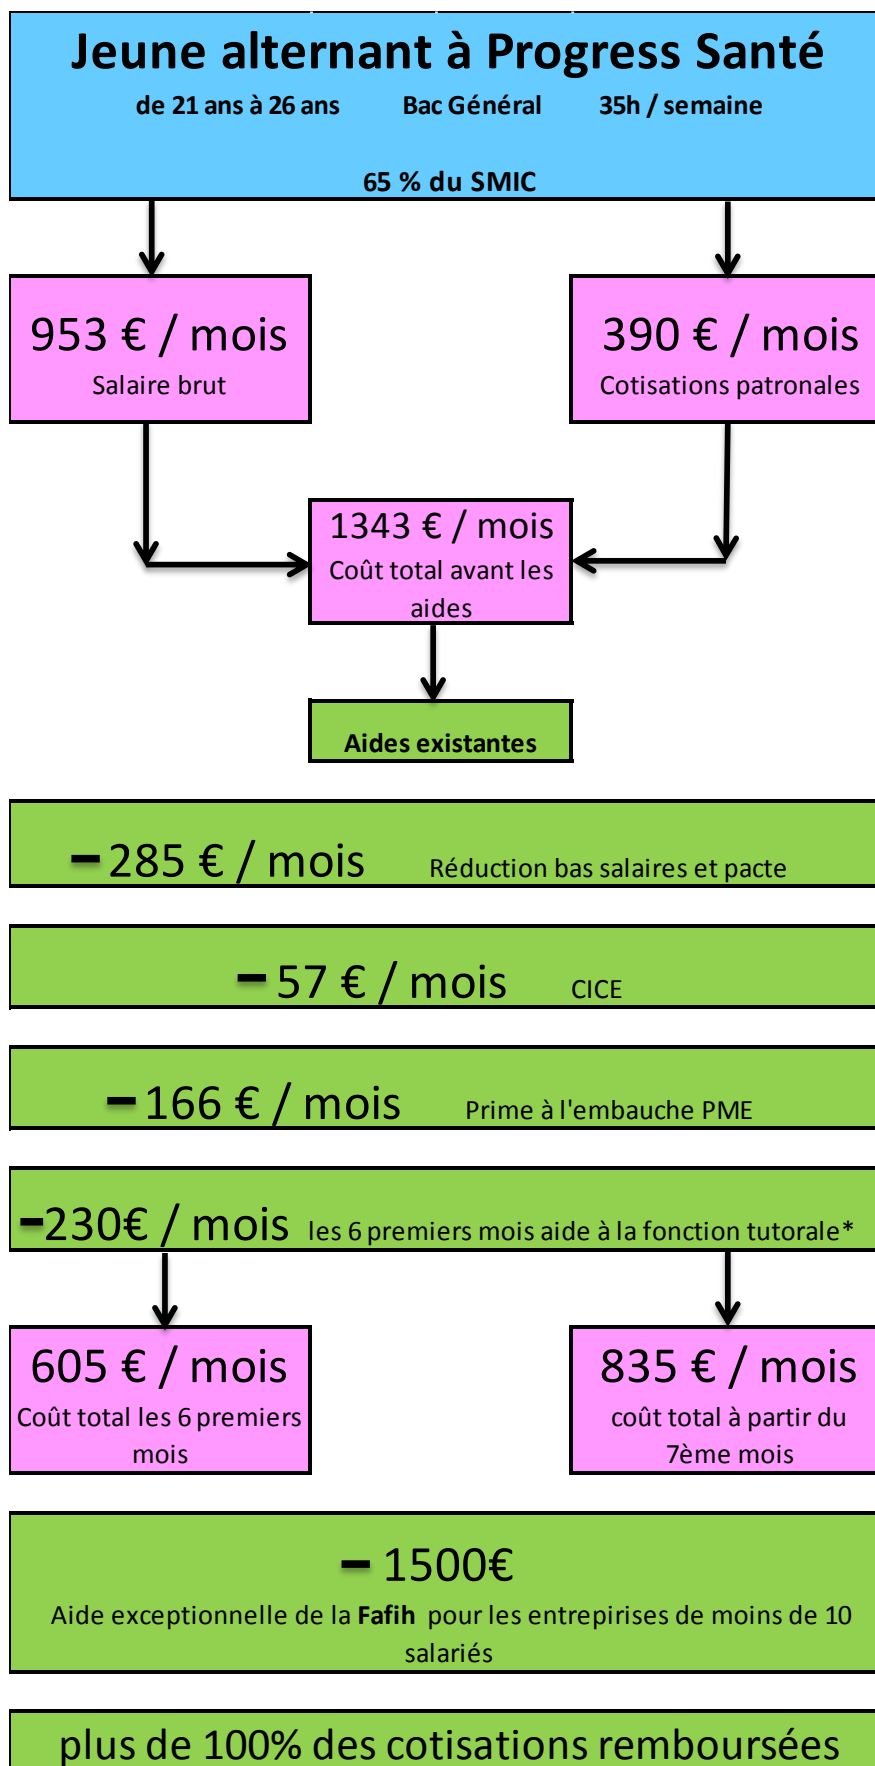 Jeune alternant à Progress Santé
de 21 ans à 26 ans Bac Général 35h / semaine
65 % du SMIC
953 € / mois
Salaire brut
390 € / mois
Cotisations patronales
1343 € / mois
Coût total avant les
aides
Aides existantes
– 285 € / mois Réduction bas salaires et pacte
– 57 € / mois CICE
– 166 € / mois Prime à l'embauche PME
–230€ / mois les 6 premiers mois aide à la fonction tutorale*
605 € / mois
Coût total les 6 premiers
mois
835 € / mois
coût total à partir du
7ème mois
– 1500€
Aide exceptionnelle de la Fafih pour les entrepirises de moins de 10
salariés
plus de 100% des cotisations remboursées